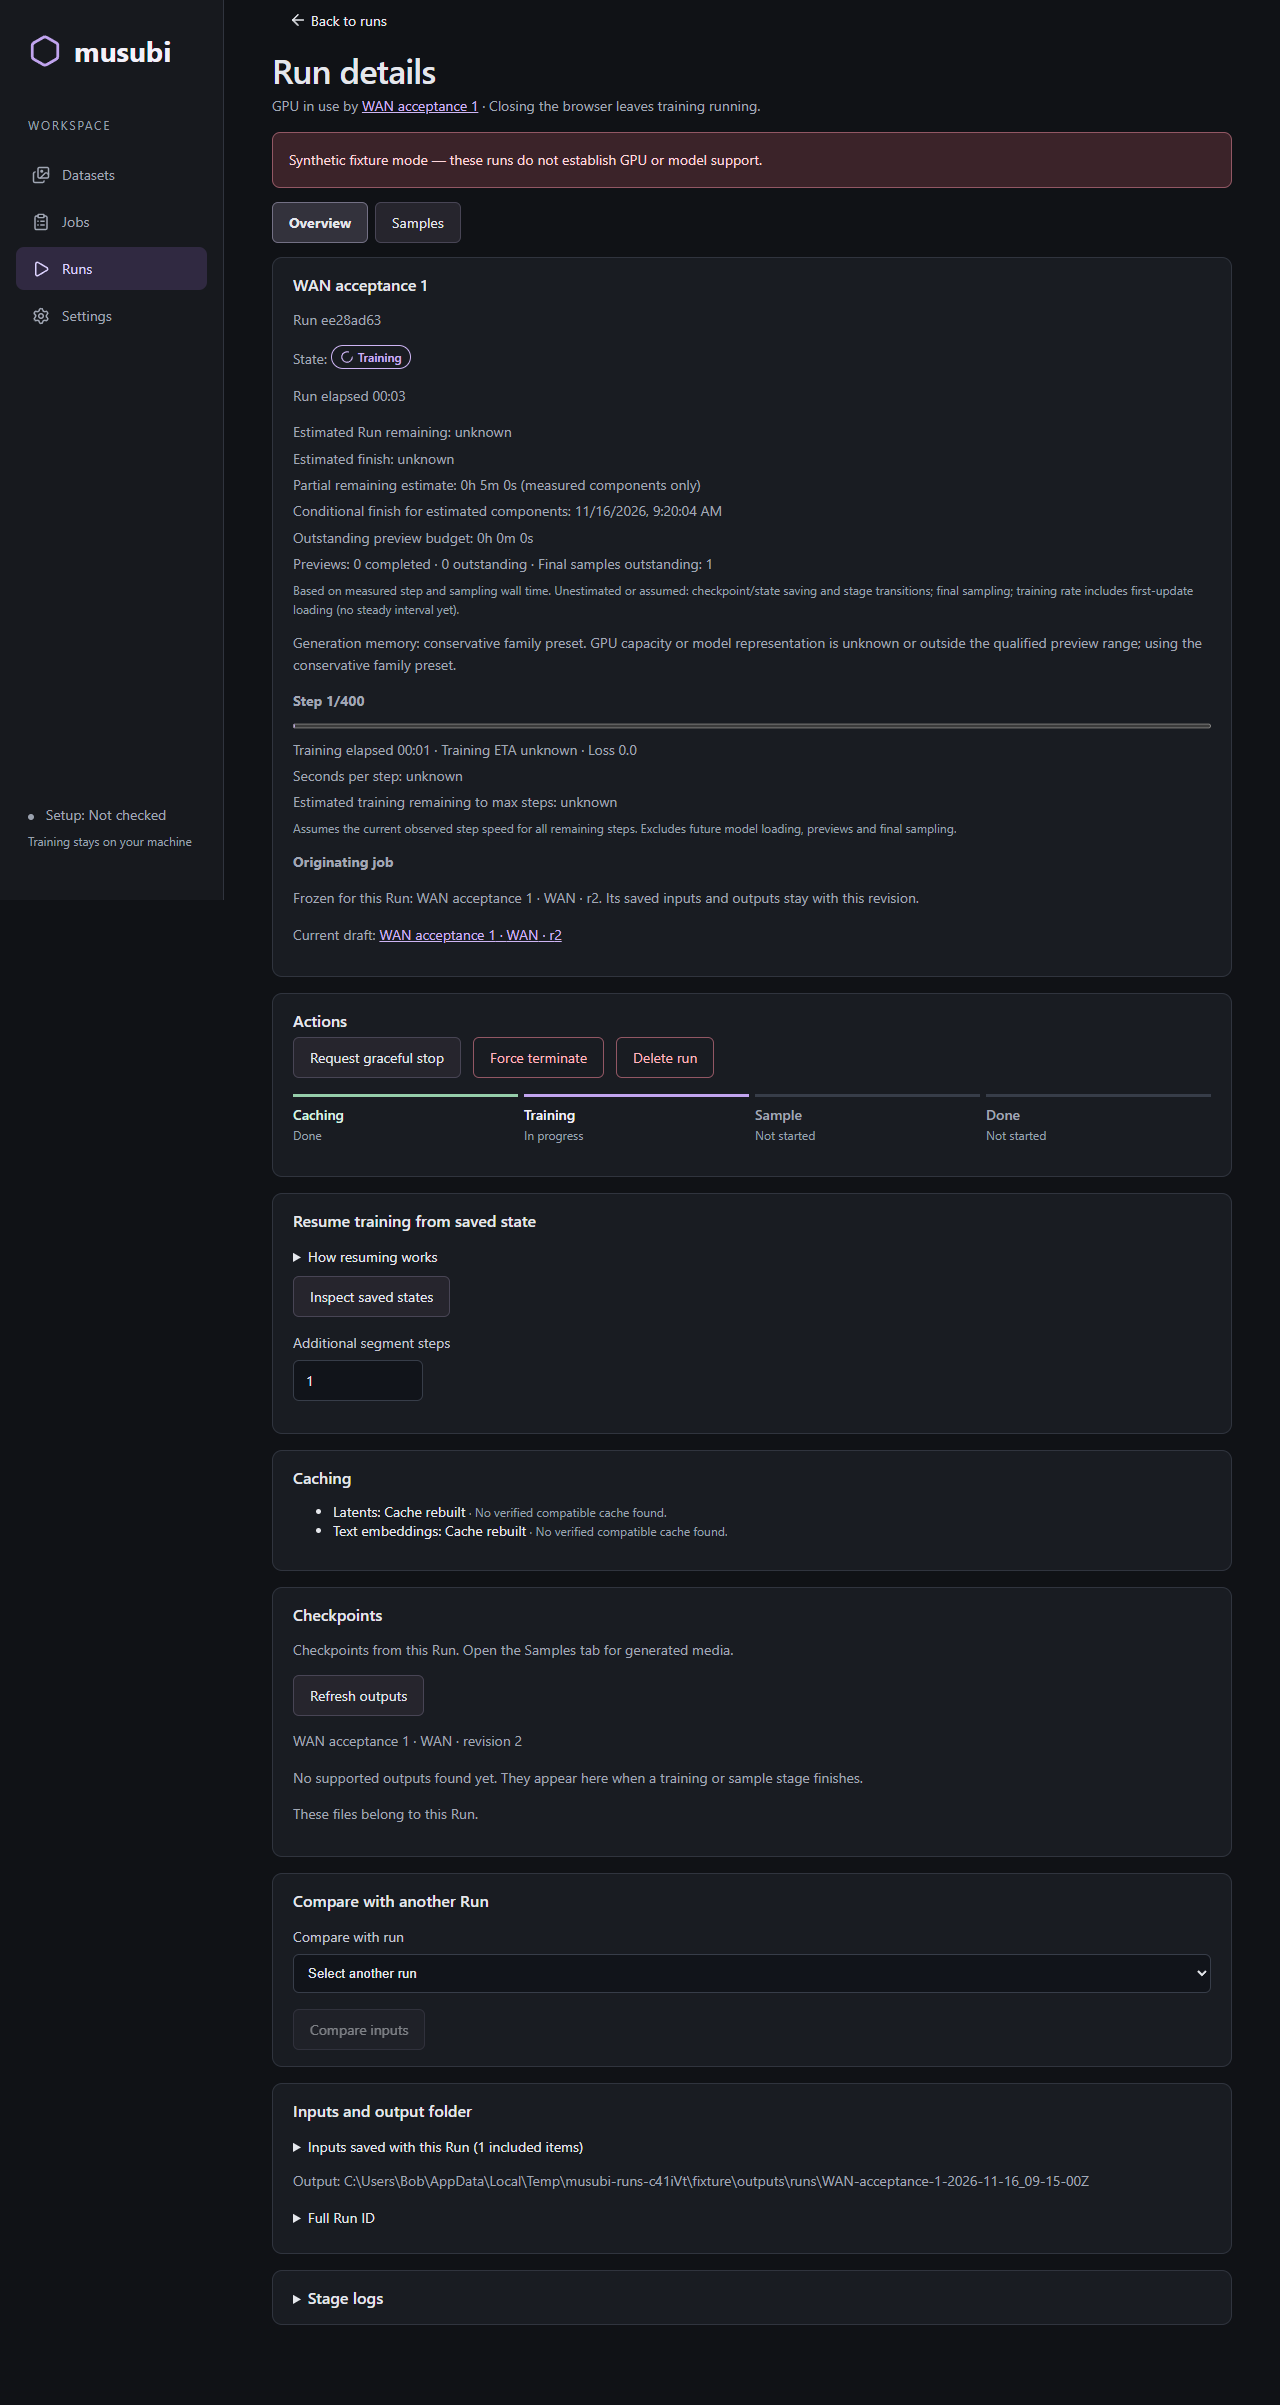 musubi
WORKSPACE
Datasets
Jobs
Runs
Settings
Setup: Not checked
Training stays on your machine
Back to runs
Run details
GPU in use by WAN acceptance 1 · Closing the browser leaves training running.
Synthetic fixture mode — these runs do not establish GPU or model support.
Overview
Samples
WAN acceptance 1
Run ee28ad63
State: Training
Run elapsed 00:03
Estimated Run remaining: unknown
Estimated finish: unknown
Partial remaining estimate: 0h 5m 0s (measured components only)
Conditional finish for estimated components: 11/16/2026, 9:20:04 AM
Outstanding preview budget: 0h 0m 0s
Previews: 0 completed · 0 outstanding · Final samples outstanding: 1
Based on measured step and sampling wall time. Unestimated or assumed: checkpoint/state saving and stage transitions; final sampling; training rate includes first-update
loading (no steady interval yet).
Generation memory: conservative family preset. GPU capacity or model representation is unknown or outside the qualified preview range; using the
conservative family preset.
Step 1/400
Training elapsed 00:01 · Training ETA unknown · Loss 0.0
Seconds per step: unknown
Estimated training remaining to max steps: unknown
Assumes the current observed step speed for all remaining steps. Excludes future model loading, previews and final sampling.
Originating job
Frozen for this Run: WAN acceptance 1 · WAN · r2. Its saved inputs and outputs stay with this revision.
Current draft: WAN acceptance 1 · WAN · r2
Actions
Request graceful stop
Force terminate
Delete run
Caching
Done
Training
In progress
Sample
Not started
Done
Not started
Resume training from saved state
How resuming works
Inspect saved states
Additional segment steps
1
Caching
Latents: Cache rebuilt · No verified compatible cache found.
Text embeddings: Cache rebuilt · No verified compatible cache found.
Checkpoints
Checkpoints from this Run. Open the Samples tab for generated media.
Refresh outputs
WAN acceptance 1 · WAN · revision 2
No supported outputs found yet. They appear here when a training or sample stage finishes.
These files belong to this Run.
Compare with another Run
Compare with run
Select another run
Compare inputs
Inputs and output folder
Inputs saved with this Run (1 included items)
Output: C:\Users\Bob\AppData\Local\Temp\musubi-runs-c41iVt\fixture\outputs\runs\WAN-acceptance-1-2026-11-16_09-15-00Z
Full Run ID
Stage logs